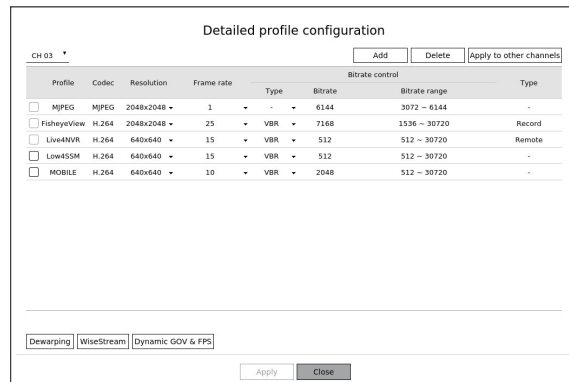 Detailed profile configuration
CH 03 Add Delete Apply to other channels
Profile Codec Resolution Frame rate Bitrate control Type
Type Bitrate Bitrate range
MJPEG MJPEG 2048x2048 1 - 6144 3072 ~ 6144 -
FisheyeView H.264 2048x2048 25 VBR 7168 1536 ~ 30720 Record
Live4NVR H.264 640x640 15 VBR 512 512 ~ 30720 Remote
Low4SSM H.264 640x640 15 VBR 512 512 ~ 30720 -
MOBILE H.264 640x640 10 VBR 2048 512 ~ 30720 -
Dewarping WiseStream Dynamic GOV & FPS
Apply Close